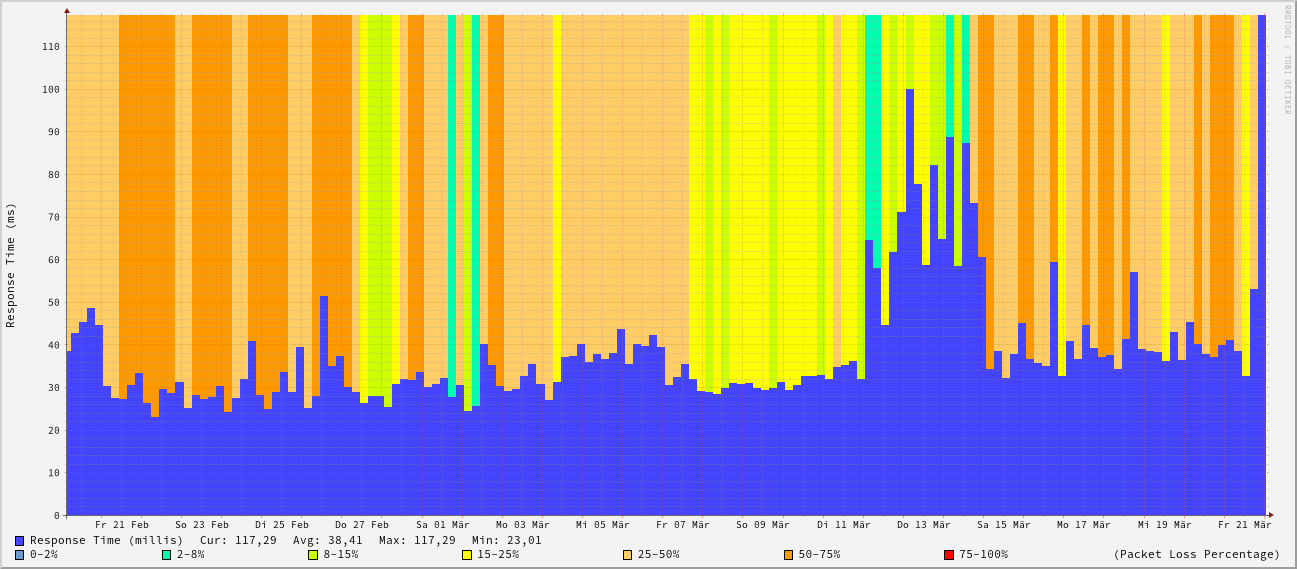 RRDTOOL / TOBI OETIKER
Response Time (ms)
110
100
90
80
70
60
50
40
30
20
10
0
Fr 21 Feb So 23 Feb Di 25 Feb Do 27 Feb Sa 01 Mär Mo 03 Mär Mi 05 Mär Fr 07 Mär So 09 Mär Di 11 Mär Do 13 Mär Sa 15 Mär Mo 17 Mär Mi 19 Mär Fr 21 Mär
Response Time (millis) Cur: 117,29 Avg: 38,41 Max: 117,29 Min: 23,01
0-2% 2-8% 8-15% 15-25% 25-50% 50-75% 75-100% (Packet Loss Percentage)